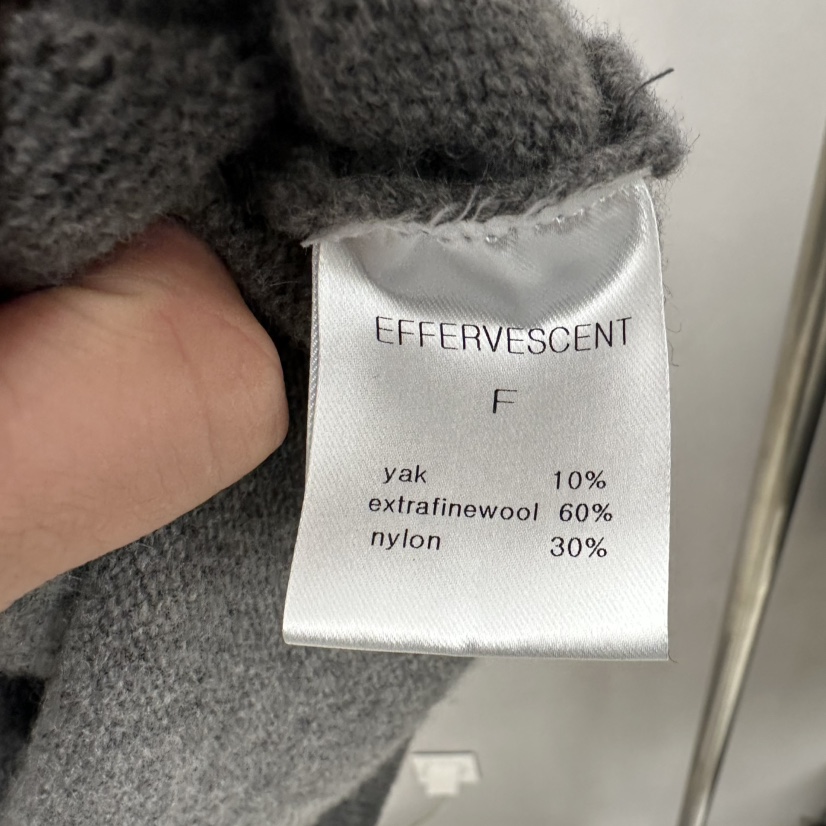 EFFERVESCENT
F
yak 10%
extrafinewool 60%
nylon 30%